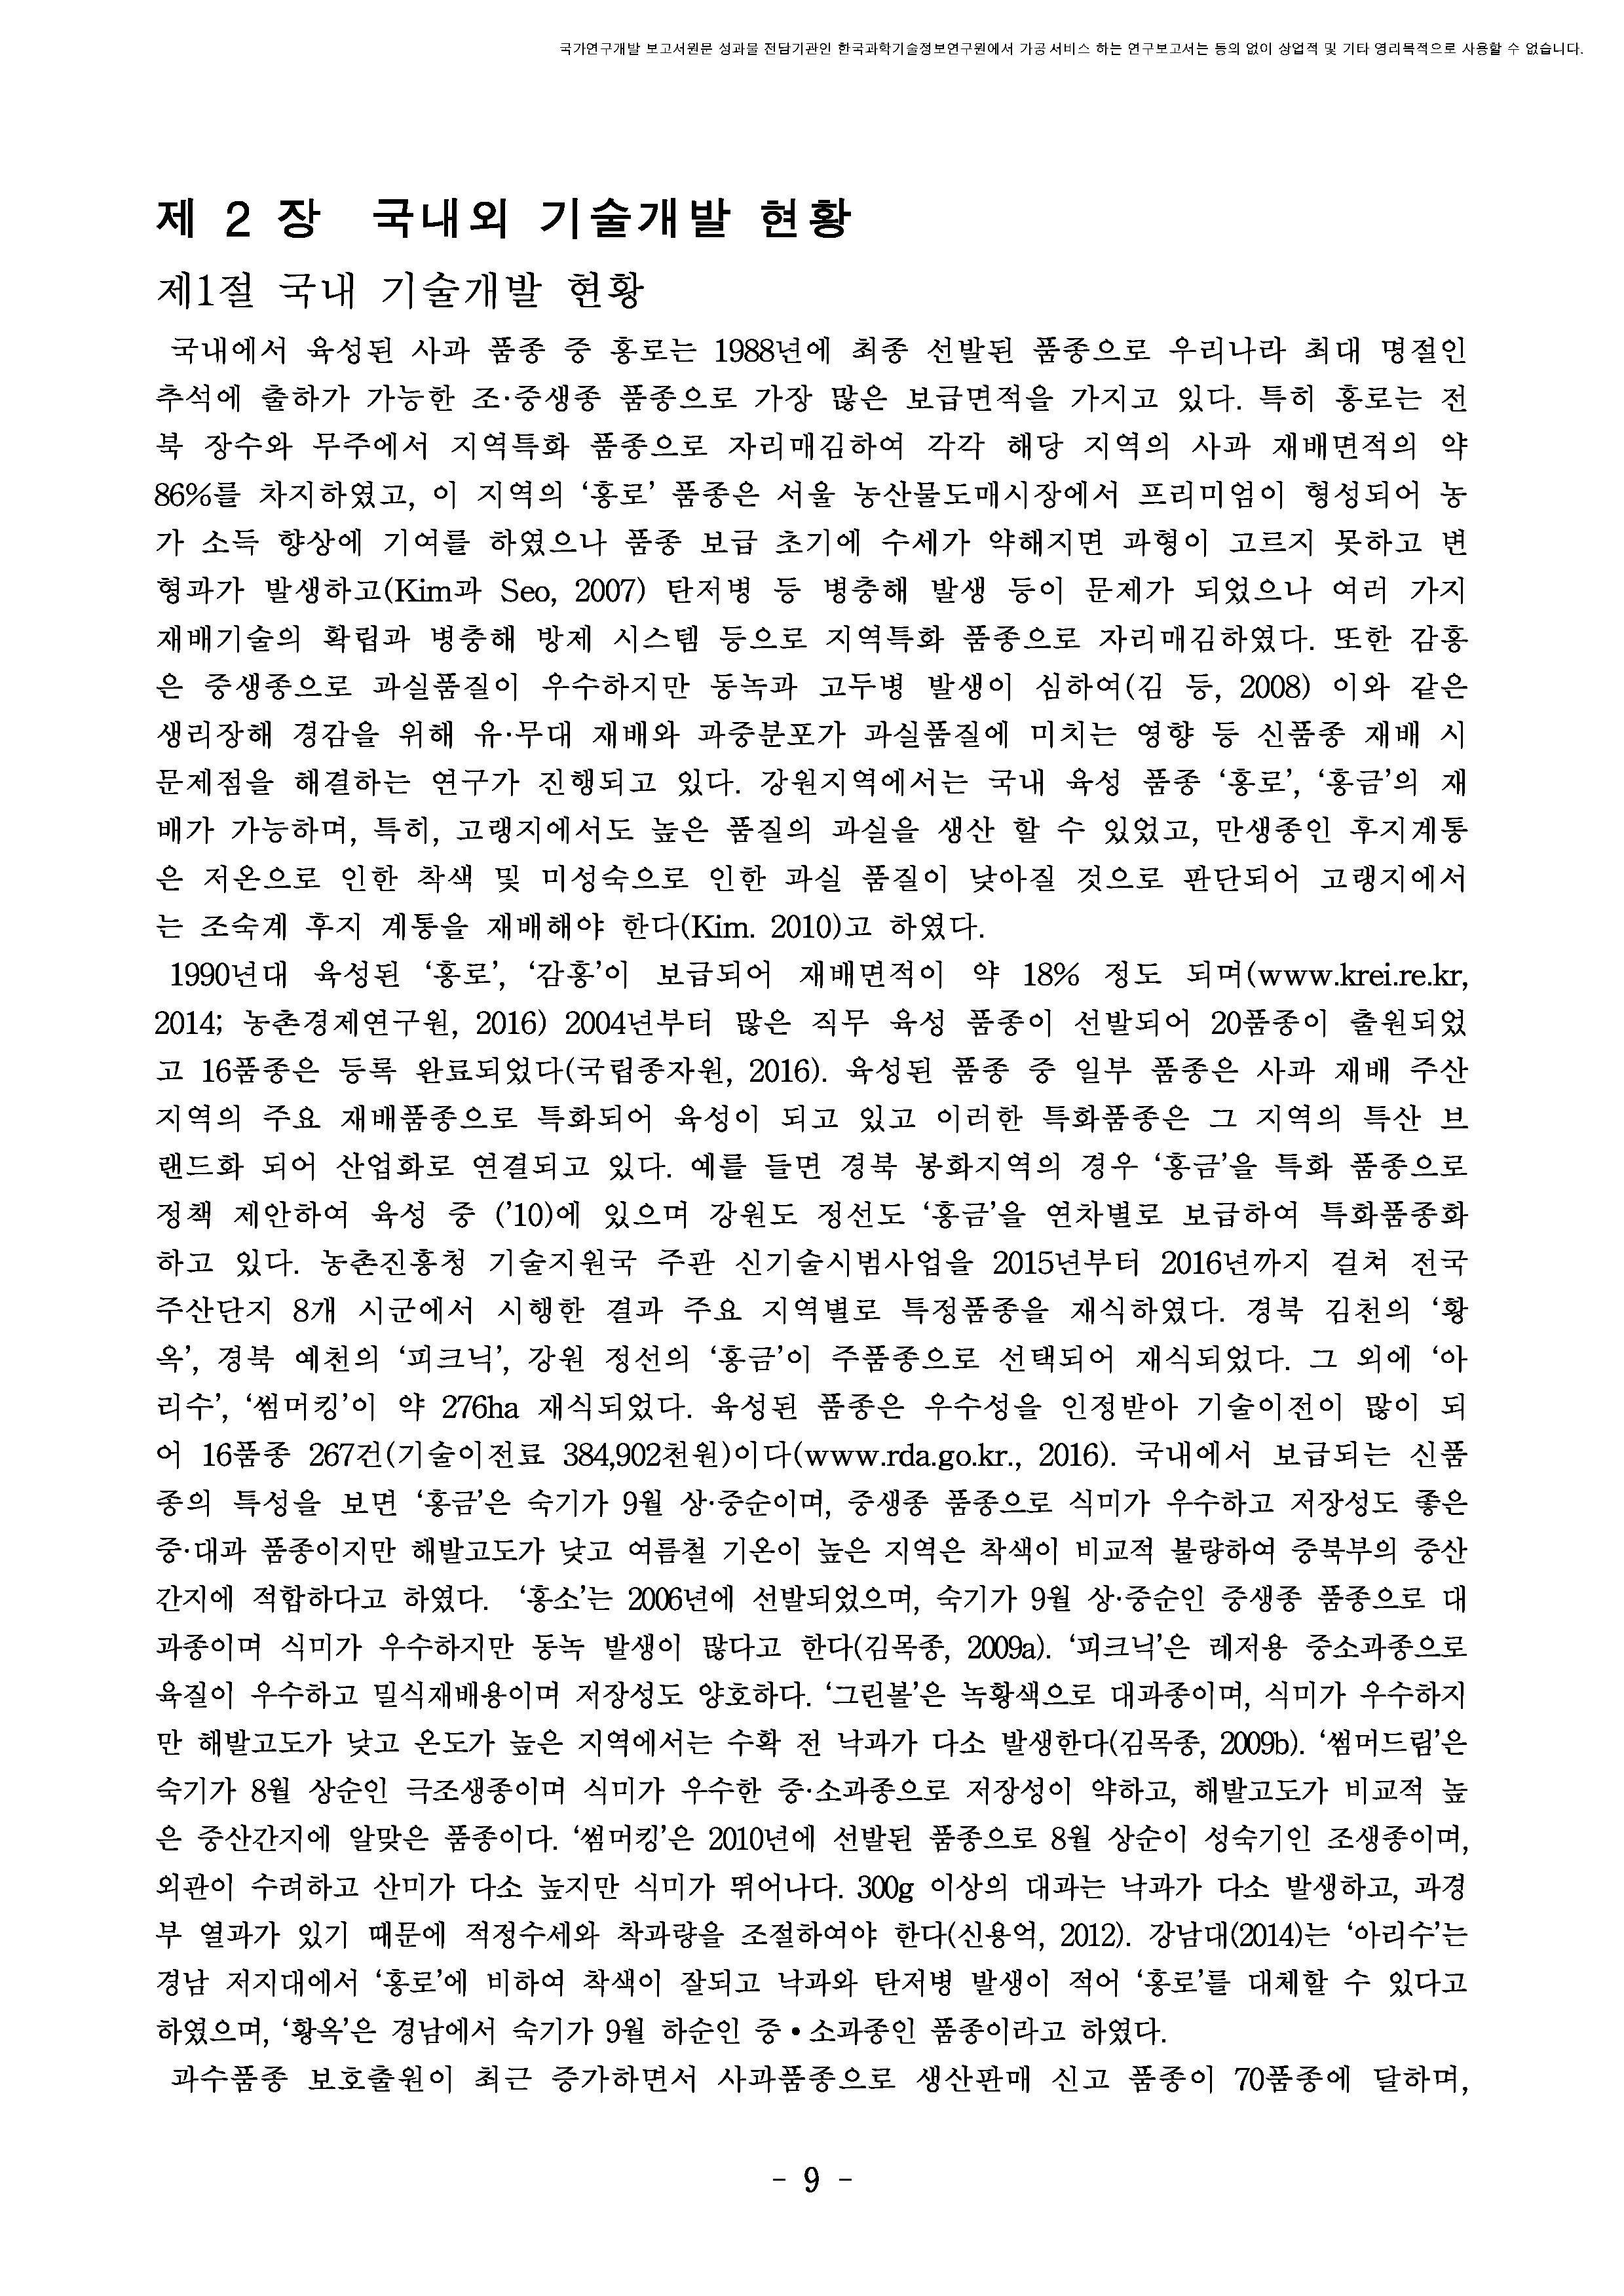 국가연구개발 보고서원문 성과물 전담기관인 한국과학기술정보연구원에서 가공·서비스 하는 연구보고서는 동의 없이 상업적 및 기타 영리목적으로 사용할 수 없습니다.
제 2 장 국내외 기술개발 현황
제1절 국내 기술개발 현황
국내에서 육성된 사과 품종 중 홍로는 1988년에 최종 선발된 품종으로 우리나라 최대 명절인
추석에 출하가 가능한 조·중생종 품종으로 가장 많은 보급면적을 가지고 있다. 특히 홍로는 전
북 장수와 무주에서 지역특화 품종으로 자리매김하여 각각 해당 지역의 사과 재배면적의 약
86%를 차지하였고, 이 지역의 ‘홍로’ 품종은 서울 농산물도매시장에서 프리미엄이 형성되어 농
가 소득 향상에 기여를 하였으나 품종 보급 초기에 수세가 약해지면 과형이 고르지 못하고 변
형과가 발생하고(Kim과 Seo, 2007) 탄저병 등 병충해 발생 등이 문제가 되었으나 여러 가지
재배기술의 확립과 병충해 방제 시스템 등으로 지역특화 품종으로 자리매김하였다. 또한 감홍
은 중생종으로 과실품질이 우수하지만 동녹과 고두병 발생이 심하여(김 등, 2008) 이와 같은
생리장해 경감을 위해 유·무대 재배와 과중분포가 과실품질에 미치는 영향 등 신품종 재배 시
문제점을 해결하는 연구가 진행되고 있다. 강원지역에서는 국내 육성 품종 ‘홍로’, ‘홍금’의 재
배가 가능하며, 특히, 고랭지에서도 높은 품질의 과실을 생산 할 수 있었고, 만생종인 후지계통
은 저온으로 인한 착색 및 미성숙으로 인한 과실 품질이 낮아질 것으로 판단되어 고랭지에서
는 조숙계 후지 계통을 재배해야 한다(Kim. 2010)고 하였다.
1990년대 육성된 ‘홍로’, ‘감홍’이 보급되어 재배면적이 약 18% 정도 되며(www.krei.re.kr,
2014; 농촌경제연구원, 2016) 2004년부터 많은 직무 육성 품종이 선발되어 20품종이 출원되었
고 16품종은 등록 완료되었다(국립종자원, 2016). 육성된 품종 중 일부 품종은 사과 재배 주산
지역의 주요 재배품종으로 특화되어 육성이 되고 있고 이러한 특화품종은 그 지역의 특산 브
랜드화 되어 산업화로 연결되고 있다. 예를 들면 경북 봉화지역의 경우 ‘홍금’을 특화 품종으로
정책 제안하여 육성 중 (’10)에 있으며 강원도 정선도 ‘홍금’을 연차별로 보급하여 특화품종화
하고 있다. 농촌진흥청 기술지원국 주관 신기술시범사업을 2015년부터 2016년까지 걸쳐 전국
주산단지 8개 시군에서 시행한 결과 주요 지역별로 특정품종을 재식하였다. 경북 김천의 ‘황
옥’, 경북 예천의 ‘피크닉’, 강원 정선의 ‘홍금’이 주품종으로 선택되어 재식되었다. 그 외에 ‘아
리수’, ‘썸머킹’이 약 276ha 재식되었다. 육성된 품종은 우수성을 인정받아 기술이전이 많이 되
어 16품종 267건(기술이전료 384,902천원)이다(www.rda.go.kr., 2016). 국내에서 보급되는 신품
종의 특성을 보면 ‘홍금’은 숙기가 9월 상·중순이며, 중생종 품종으로 식미가 우수하고 저장성도 좋은
중·대과 품종이지만 해발고도가 낮고 여름철 기온이 높은 지역은 착색이 비교적 불량하여 중북부의 중산
간지에 적합하다고 하였다. ‘홍소’는 2006년에 선발되었으며, 숙기가 9월 상·중순인 중생종 품종으로 대
과종이며 식미가 우수하지만 동녹 발생이 많다고 한다(김목종, 2009a). ‘피크닉’은 레저용 중소과종으로
육질이 우수하고 밀식재배용이며 저장성도 양호하다. ‘그린볼’은 녹황색으로 대과종이며, 식미가 우수하지
만 해발고도가 낮고 온도가 높은 지역에서는 수확 전 낙과가 다소 발생한다(김목종, 2009b). ‘썸머드림’은
숙기가 8월 상순인 극조생종이며 식미가 우수한 중·소과종으로 저장성이 약하고, 해발고도가 비교적 높
은 중산간지에 알맞은 품종이다. ‘썸머킹’은 2010년에 선발된 품종으로 8월 상순이 성숙기인 조생종이며,
외관이 수려하고 산미가 다소 높지만 식미가 뛰어나다. 300g 이상의 대과는 낙과가 다소 발생하고, 과경
부 열과가 있기 때문에 적정수세와 착과량을 조절하여야 한다(신용억, 2012). 강남대(2014)는 ‘아리수’는
경남 저지대에서 ‘홍로’에 비하여 착색이 잘되고 낙과와 탄저병 발생이 적어 ‘홍로’를 대체할 수 있다고
하였으며, ‘황옥’은 경남에서 숙기가 9월 하순인 중•소과종인 품종이라고 하였다.
과수품종 보호출원이 최근 증가하면서 사과품종으로 생산판매 신고 품종이 70품종에 달하며,
- 9 -